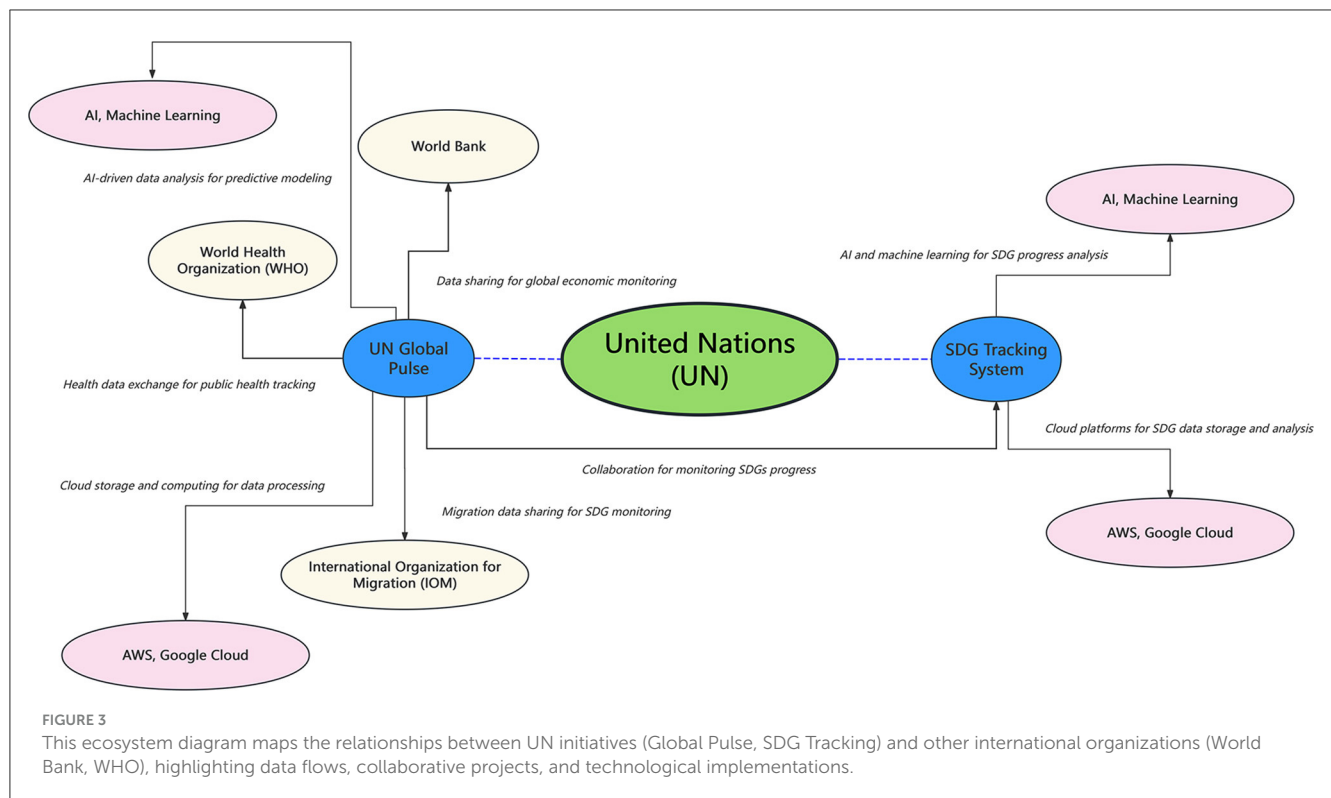 AI, Machine Learning
World Bank
AI-driven data analysis for predictive modeling
AI, Machine Learning
World Health
Organization (WHO)
AI and machine learning for SDG progress analysis
Data sharing for global economic monitoring
UN Global
Pulse
United Nations
(UN)
SDG Tracking
System
Health data exchange for public health tracking
Cloud platforms for SDG data storage and analysis
Collaboration for monitoring SDGs progress
Cloud storage and computing for data processing
Migration data sharing for SDG monitoring
AWS, Google Cloud
International Organization for
Migration (IOM)
AWS, Google Cloud
FIGURE 3
This ecosystem diagram maps the relationships between UN initiatives (Global Pulse, SDG Tracking) and other international organizations (World
Bank, WHO), highlighting data flows, collaborative projects, and technological implementations.